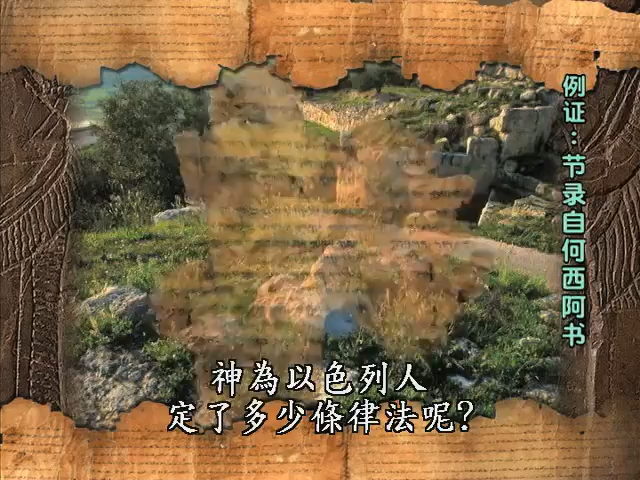 例证：节录自何西阿书
神為以色列人
定了多少條律法呢?